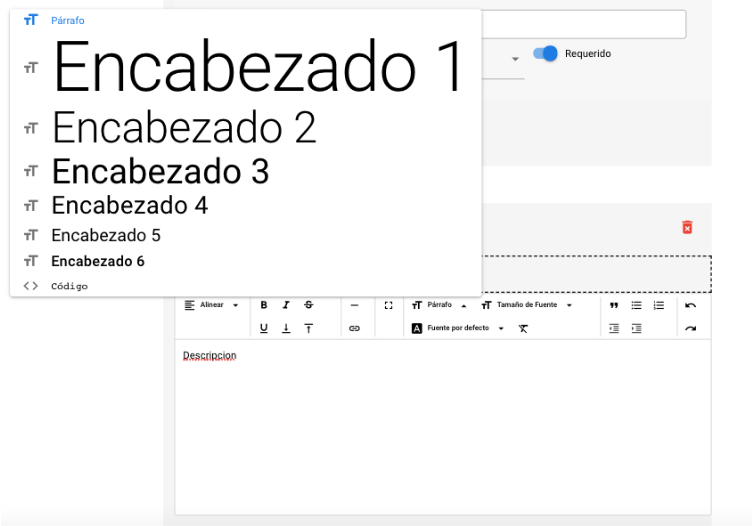 Párrafo
Encabezado 1
Requerido
Encabezado 2
Encabezado 3
Encabezado 4
Encabezado 5
Encabezado 6
Código
Alinear B I S Párrafo Tamaño de Fuente
U Fuente por defecto
Descripcion